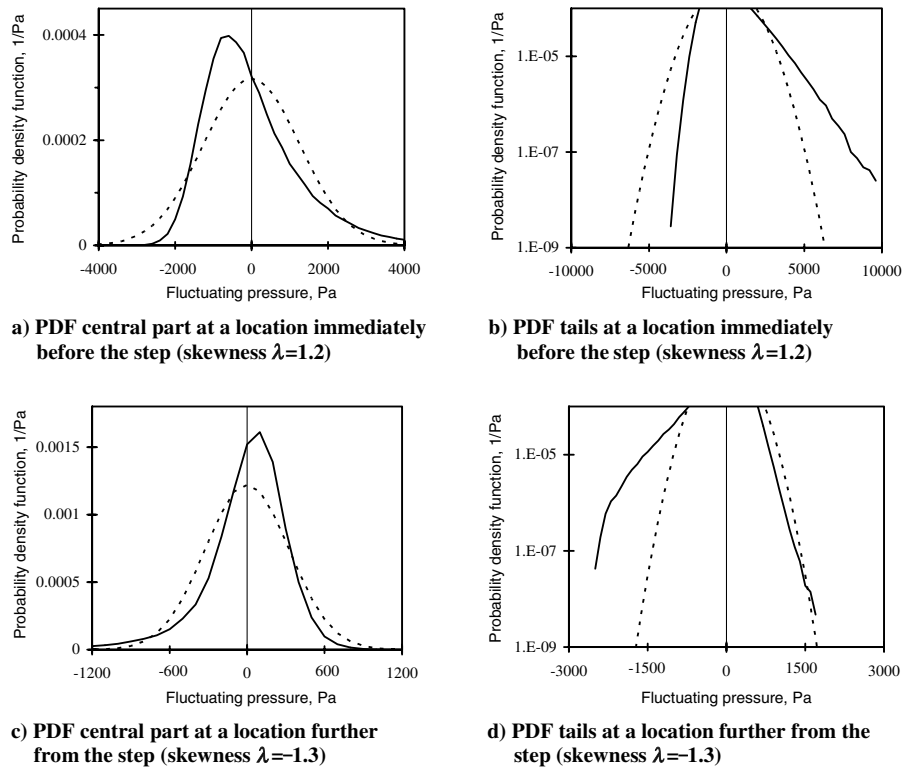 Probability density function, 1/Pa
0.0004
0.0002
0
-4000 -2000 0 2000 4000
Fluctuating pressure, Pa
a) PDF central part at a location immediately
before the step (skewness λ=1.2)
Probability density function, 1/Pa
1.E-05
1.E-07
1.E-09
-10000 -5000 0 5000 10000
Fluctuating pressure, Pa
b) PDF tails at a location immediately
before the step (skewness λ=1.2)
Probability density function, 1/Pa
0.0015
0.001
0.0005
0
-1200 -600 0 600 1200
Fluctuating pressure, Pa
c) PDF central part at a location further
from the step (skewness λ=−1.3)
Probability density function, 1/Pa
1.E-05
1.E-07
1.E-09
-3000 -1500 0 1500 3000
Fluctuating pressure, Pa
d) PDF tails at a location further from the
step (skewness λ=−1.3)